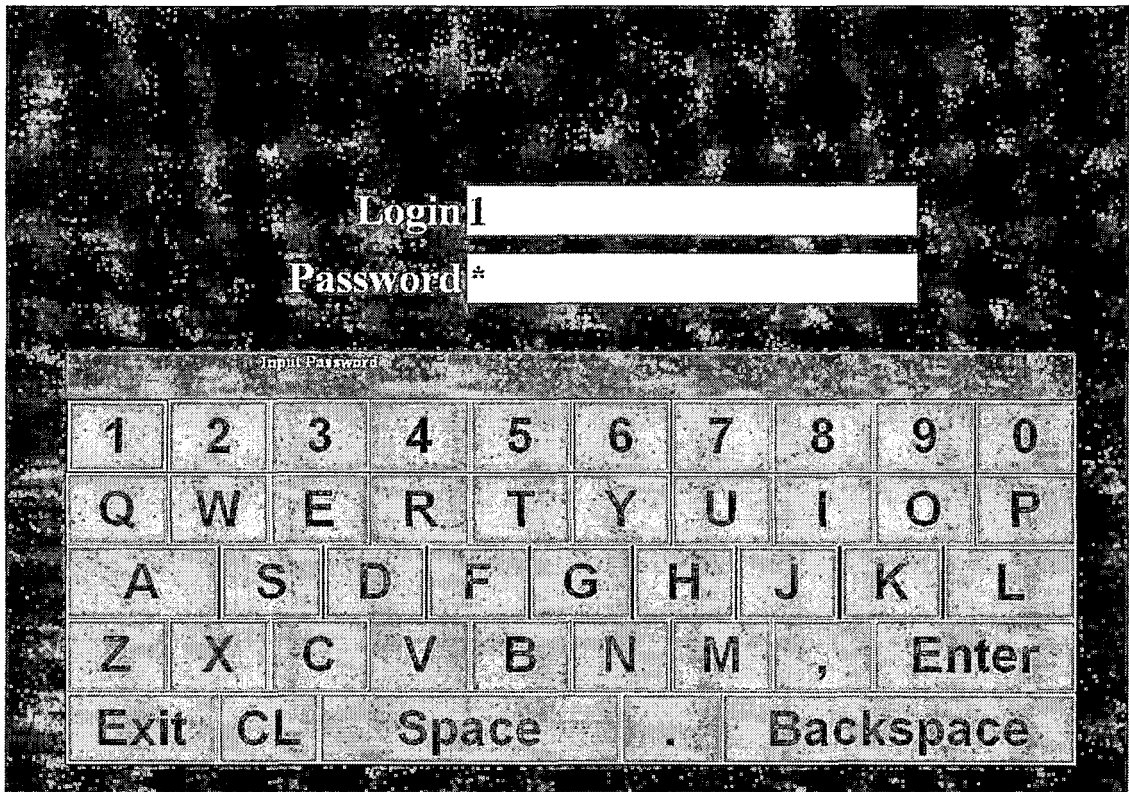 Login 1
Password *
Input Password
1 2 3 4 5 6 7 8 9 0
Q W E R T Y U I O P
A S D F G H J K L
Z X C V B N M , Enter
Exit CL Space . Backspace